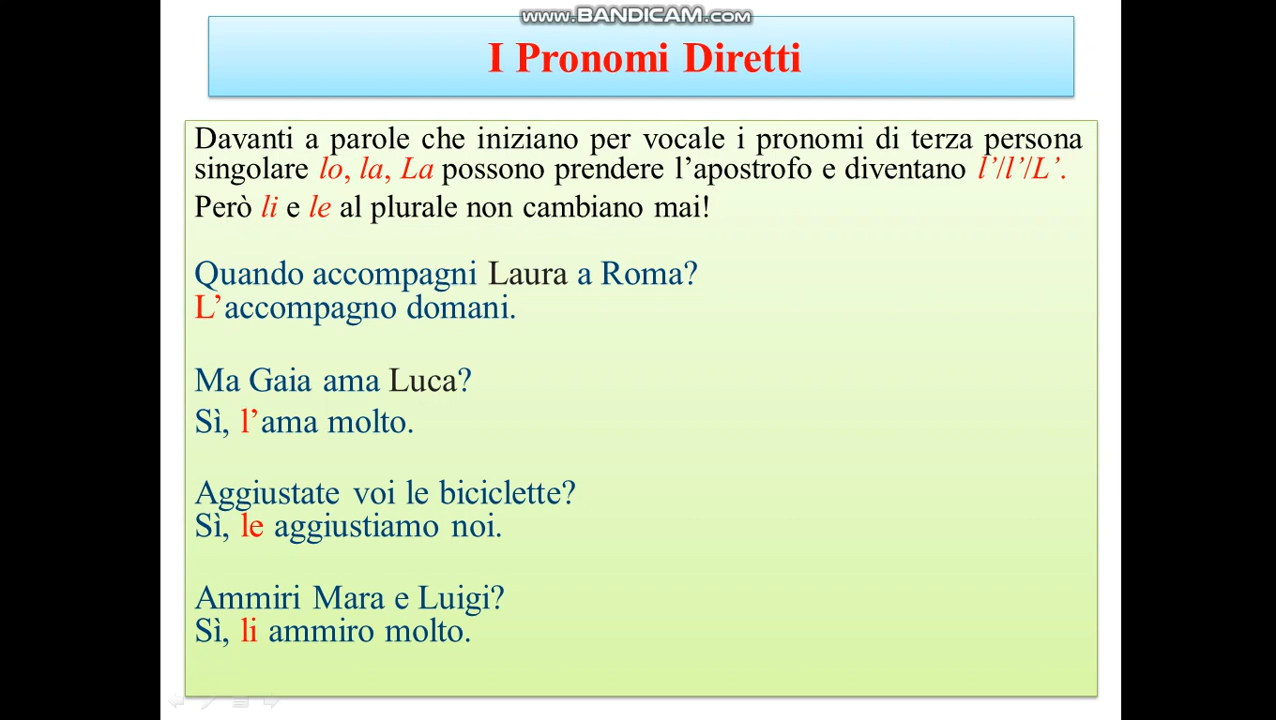 www.BANDICAM.com
I Pronomi Diretti
Davanti a parole che iniziano per vocale i pronomi di terza persona
singolare lo, la, La possono prendere l’apostrofo e diventano l’/l’/L’.
Però li e le al plurale non cambiano mai!
Quando accompagni Laura a Roma?
L’accompagno domani.
Ma Gaia ama Luca?
Sì, l’ama molto.
Aggiustate voi le biciclette?
Sì, le aggiustiamo noi.
Ammiri Mara e Luigi?
Sì, li ammiro molto.